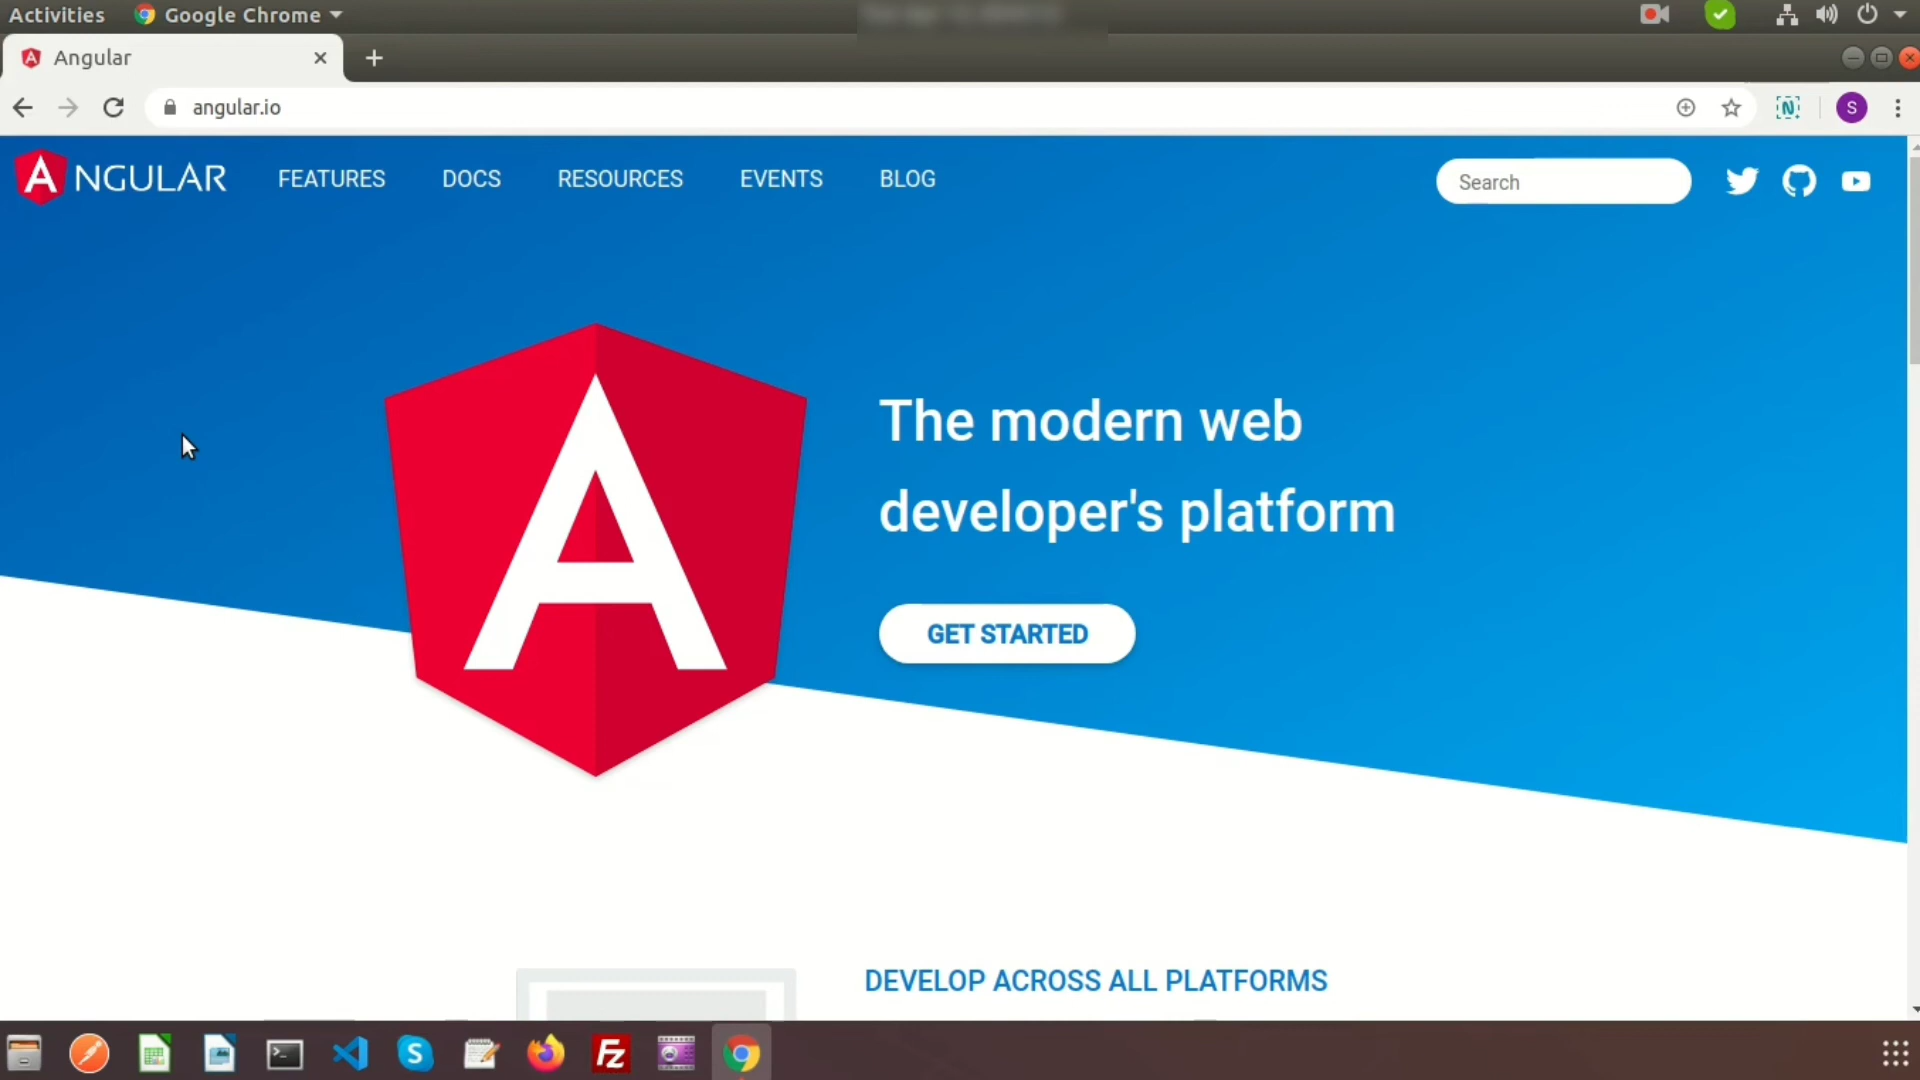 Activities
Google Chrome
Angular
angular.io
S
NGULAR
FEATURES
DOCS
RESOURCES
EVENTS
BLOG
Search
A
The modern web
developer's platform
GET STARTED
DEVELOP ACROSS ALL PLATFORMS